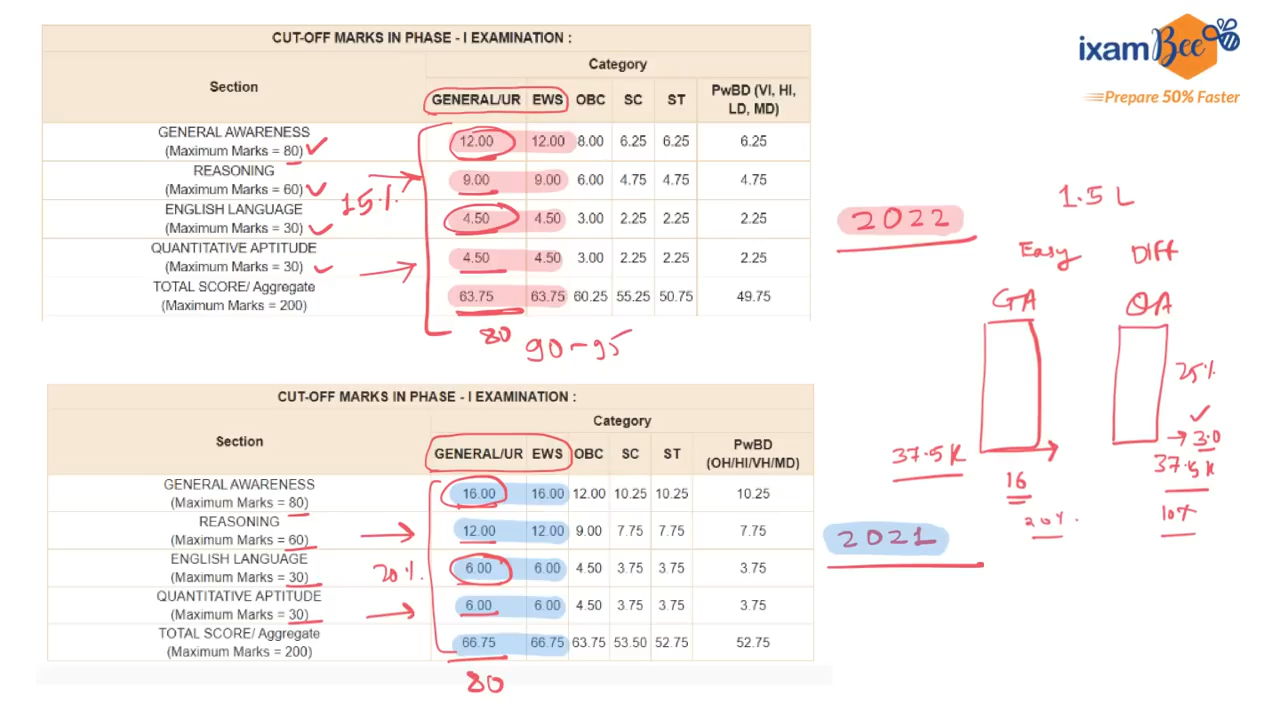 CUT-OFF MARKS IN PHASE - I EXAMINATION :
Section
Category
GENERAL/UR EWS OBC SC ST PwBD (VI, HI,
LD, MD)
GENERAL AWARENESS
(Maximum Marks = 80)
12.00 12.00 8.00 6.25 6.25 6.25
REASONING
(Maximum Marks = 60)
9.00 9.00 6.00 4.75 4.75 4.75
15%
ENGLISH LANGUAGE
(Maximum Marks = 30)
4.50 4.50 3.00 2.25 2.25 2.25
QUANTITATIVE APTITUDE
(Maximum Marks = 30)
4.50 4.50 3.00 2.25 2.25 2.25
TOTAL SCORE/ Aggregate
(Maximum Marks = 200)
63.75 63.75 60.25 55.25 50.75 49.75
80
90-95
CUT-OFF MARKS IN PHASE - I EXAMINATION :
Section
Category
GENERAL/UR EWS OBC SC ST PwBD
(OH/HI/VH/MD)
GENERAL AWARENESS
(Maximum Marks = 80)
16.00 16.00 12.00 10.25 10.25 10.25
REASONING
(Maximum Marks = 60)
12.00 12.00 9.00 7.75 7.75 7.75
ENGLISH LANGUAGE
(Maximum Marks = 30)
6.00 6.00 4.50 3.75 3.75 3.75
20%
QUANTITATIVE APTITUDE
(Maximum Marks = 30)
6.00 6.00 4.50 3.75 3.75 3.75
TOTAL SCORE/ Aggregate
(Maximum Marks = 200)
66.75 66.75 63.75 53.50 52.75 52.75
80
ixamBee
Prepare 50% Faster
2022
1.5 L
Easy Diff
GA QA
25%
3.0
37.5 K 37.5 K
16
20% 10%
2021